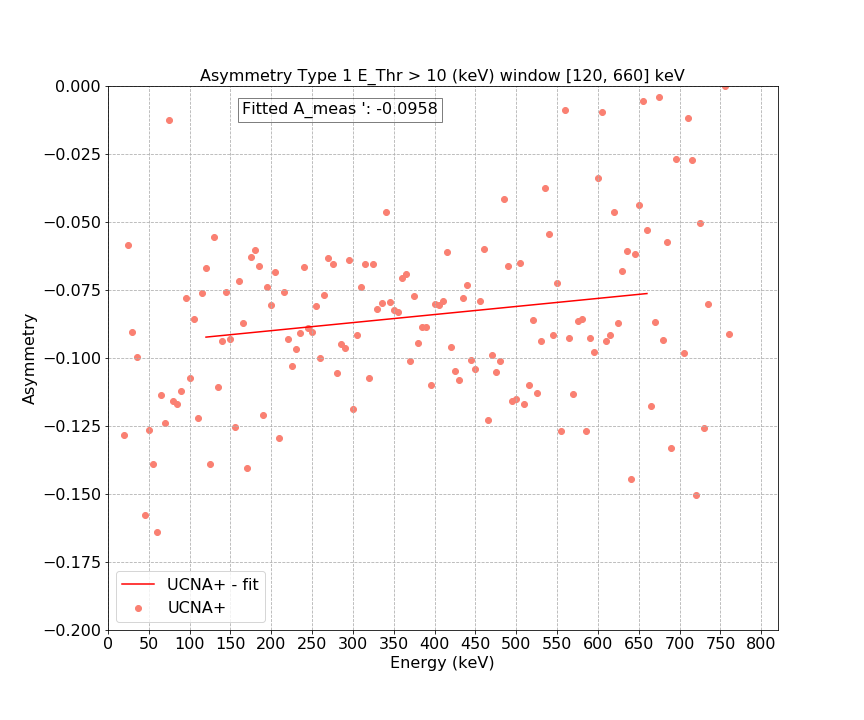 Asymmetry Type 1 E_Thr > 10 (keV) window [120, 660] keV
0.000
Fitted A_meas ': -0.0958
−0.025
−0.050
−0.075
−0.100
−0.125
−0.150
−0.175
−0.200
Asymmetry
UCNA+ - fit
UCNA+
0 50 100 150 200 250 300 350 400 450 500 550 600 650 700 750 800
Energy (keV)